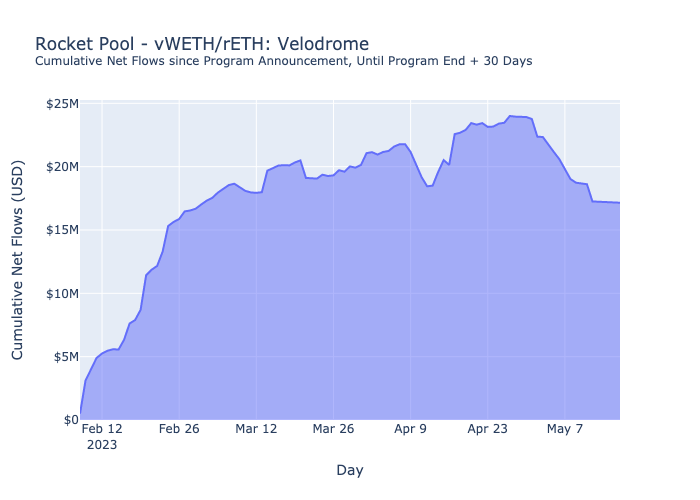 Rocket Pool - vWETH/rETH: Velodrome
Cumulative Net Flows since Program Announcement, Until Program End + 30 Days
Cumulative Net Flows (USD)
$25M
$20M
$15M
$10M
$5M
$0
Feb 12 Feb 26 Mar 12 Mar 26 Apr 9 Apr 23 May 7
2023
Day